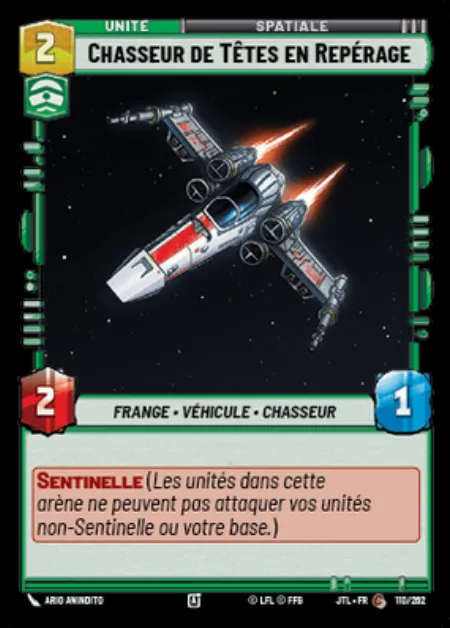 UNITÉ SPATIALE
2 Chasseur de Têtes en Repérage
2 FRANGE • VÉHICULE • CHASSEUR 1
SENTINELLE (Les unités dans cette
arène ne peuvent pas attaquer vos unités
non-Sentinelle ou votre base.)
ARIO ANINDITO © LFL © FFG JTL • FR 110/262